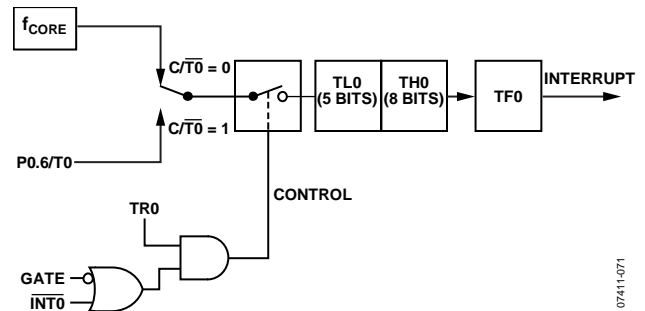 fCORE
C/T0̅ = 0
TL0
(5 BITS)
TH0
(8 BITS)
TF0
INTERRUPT
C/T0̅ = 1
P0.6/T0
CONTROL
TR0
GATE
I̅N̅T̅0̅
07411-071